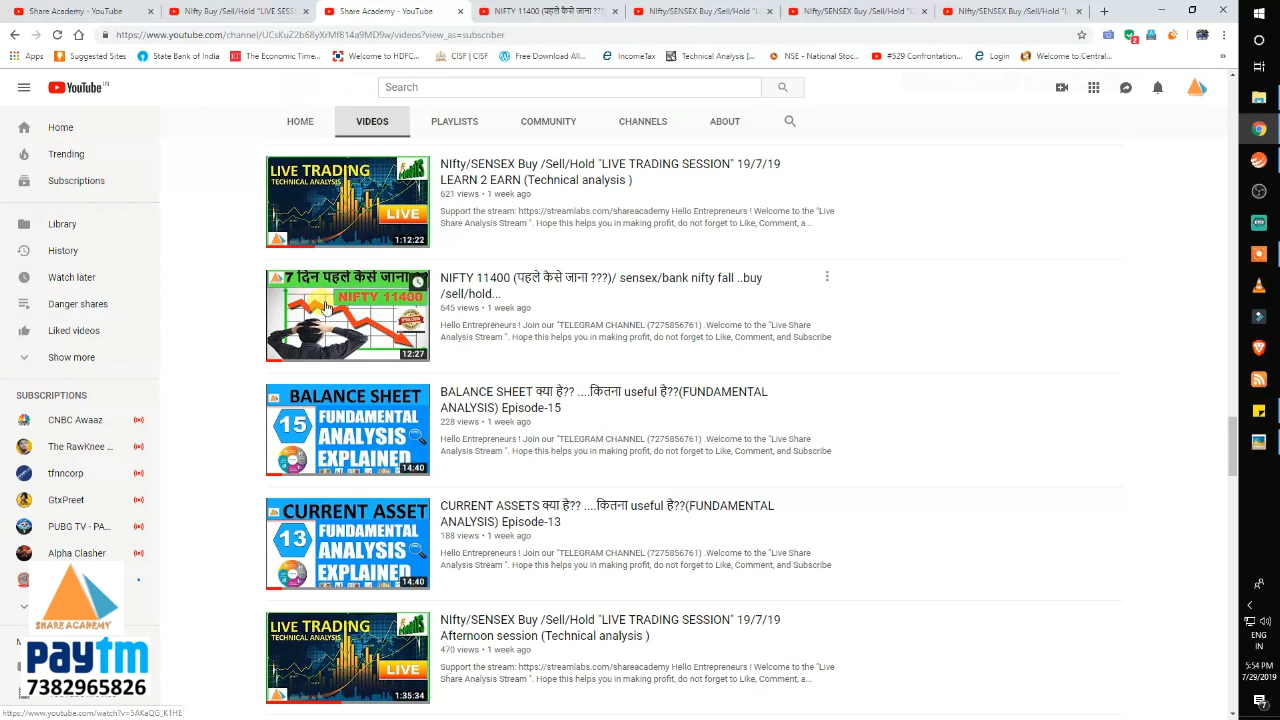 Share Academy - YouTube
Nifty Buy /Sell/Hold "LIVE SESS
Share Academy - YouTube
NIFTY 11400 (पहले कैसे जाना ???)
Nifty/SENSEX Buy /Sell/Hold "L
Nifty/SENSEX Buy /Sell/Hold "L
Nifty/SENSEX Buy /Sell/Hold "L
https://www.youtube.com/channel/UCsKuZ2b68yXrMf814a9MD9w/videos?view_as=subscriber
Apps
Suggested Sites
State Bank of India
The Economic Time...
Welcome to HDFC...
CISF | CISF
Free Download All...
IncomeTax
Technical Analysis |...
NSE - National Stoc...
#529 Confrontation...
Login
Welcome to Central...
YouTube IN
Search
HOME
VIDEOS
PLAYLISTS
COMMUNITY
CHANNELS
ABOUT
Home
Trending
Subscriptions
Library
History
Watch later
Download shares
Liked videos
Show more
SUBSCRIPTIONS
CNBC Awaaz
The RawKnee ...
tfnncorp
GtxPreet
PUBG TV - PA...
Alpha Clasher
SHARE ACADEMY
paytm
7382965826
LIVE TRADING
TECHNICAL ANALYSIS
LIVE
1:12:22
NIfty/SENSEX Buy /Sell/Hold "LIVE TRADING SESSION" 19/7/19
LEARN 2 EARN (Technical analysis )
621 views • 1 week ago
Support the stream: https://streamlabs.com/shareacademy Hello Entrepreneurs ! Welcome to the "Live
Share Analysis Stream ". Hope this helps you in making profit, do not forget to Like, Comment, a...
7 दिन पहले कैसे जाना
NIFTY 11400
12:27
NIFTY 11400 (पहले कैसे जाना ???)/ sensex/bank nifty fall ..buy
/sell/hold...
645 views • 1 week ago
Hello Entrepreneurs ! Join our "TELEGRAM CHANNEL (7275856761) .Welcome to the "Live Share
Analysis Stream ". Hope this helps you in making profit, do not forget to Like, Comment, and Subscribe
BALANCE SHEET
15
FUNDAMENTAL
ANALYSIS
EXPLAINED
14:40
BALANCE SHEET क्या है?? ....कितना useful है??(FUNDAMENTAL
ANALYSIS) Episode-15
228 views • 1 week ago
Hello Entrepreneurs ! Join our "TELEGRAM CHANNEL (7275856761) .Welcome to the "Live Share
Analysis Stream ". Hope this helps you in making profit, do not forget to Like, Comment, and Subscribe
CURRENT ASSET
13
FUNDAMENTAL
ANALYSIS
EXPLAINED
14:40
CURRENT ASSETS क्या है?? ....कितना useful है??(FUNDAMENTAL
ANALYSIS) Episode-13
188 views • 1 week ago
Hello Entrepreneurs ! Join our "TELEGRAM CHANNEL (7275856761) .Welcome to the "Live Share
Analysis Stream ". Hope this helps you in making profit, do not forget to Like, Comment, and Subscribe
LIVE TRADING
TECHNICAL ANALYSIS
LIVE
1:35:34
NIfty/SENSEX Buy /Sell/Hold "LIVE TRADING SESSION" 19/7/19
Afternoon session (Technical analysis )
470 views • 1 week ago
Support the stream: https://streamlabs.com/shareacademy Hello Entrepreneurs ! Welcome to the "Live
Share Analysis Stream ". Hope this helps you in making profit, do not forget to Like, Comment, a...
ENG
IN
5:54 PM
7/29/2019
https://www.youtube.com/watch?v=5AKaQG_K1HE